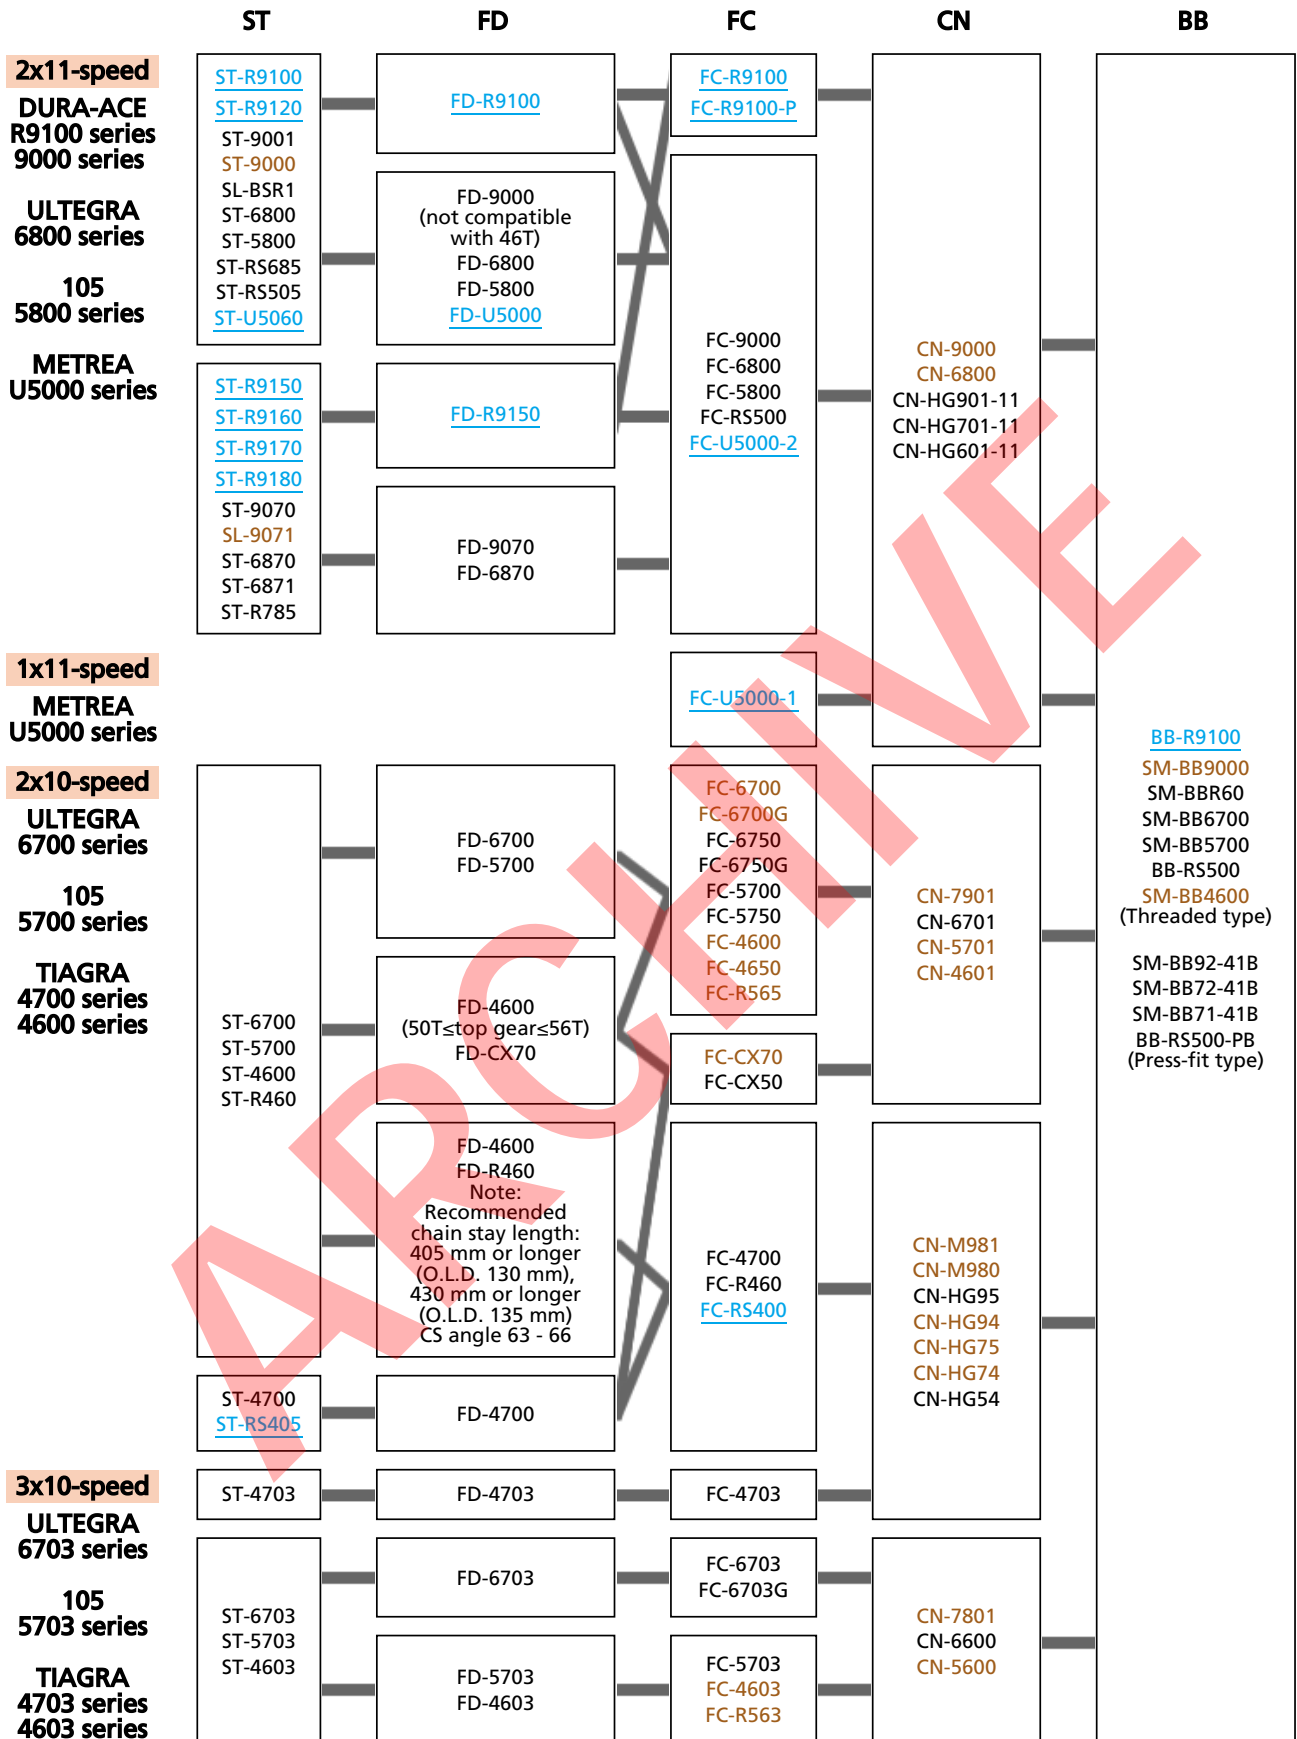 ST FD FC CN BB
2x11-speed
DURA-ACE
R9100 series
9000 series
ULTEGRA
6800 series
105
5800 series
METREA
U5000 series
ST-R9100
ST-R9120
ST-9001
ST-9000
SL-BSR1
ST-6800
ST-5800
ST-RS685
ST-RS505
ST-U5060
FD-R9100
FD-9000
(not compatible
with 46T)
FD-6800
FD-5800
FD-U5000
ST-R9150
ST-R9160
ST-R9170
ST-R9180
ST-9070
SL-9071
ST-6870
ST-6871
ST-R785
FD-R9150
FD-9070
FD-6870
FC-R9100
FC-R9100-P
FC-9000
FC-6800
FC-5800
FC-RS500
FC-U5000-2
CN-9000
CN-6800
CN-HG901-11
CN-HG701-11
CN-HG601-11
1x11-speed
METREA
U5000 series
FC-U5000-1
BB-R9100
SM-BB9000
SM-BBR60
SM-BB6700
SM-BB5700
BB-RS500
SM-BB4600
(Threaded type)
SM-BB92-41B
SM-BB72-41B
SM-BB71-41B
BB-RS500-PB
(Press-fit type)
2x10-speed
ULTEGRA
6700 series
105
5700 series
TIAGRA
4700 series
4600 series
ST-6700
ST-5700
ST-4600
ST-R460
FD-6700
FD-5700
FD-4600
(50T≤top gear≤56T)
FD-CX70
FD-4600
FD-R460
Note:
Recommended
chain stay length:
405 mm or longer
(O.L.D. 130 mm),
430 mm or longer
(O.L.D. 135 mm)
CS angle 63 - 66
FC-6700
FC-6700G
FC-6750
FC-6750G
FC-5700
FC-5750
FC-4600
FC-4650
FC-R565
FC-CX70
FC-CX50
CN-7901
CN-6701
CN-5701
CN-4601
FC-4700
FC-R460
FC-RS400
CN-M981
CN-M980
CN-HG95
CN-HG94
CN-HG75
CN-HG74
CN-HG54
ST-4700
ST-RS405
FD-4700
3x10-speed
ULTEGRA
6703 series
105
5703 series
TIAGRA
4703 series
4603 series
ST-4703
FD-4703
FC-4703
ST-6703
ST-5703
ST-4603
FD-6703
FC-6703
FC-6703G
FD-5703
FD-4603
FC-5703
FC-4603
FC-R563
CN-7801
CN-6600
CN-5600
ARCHIVE